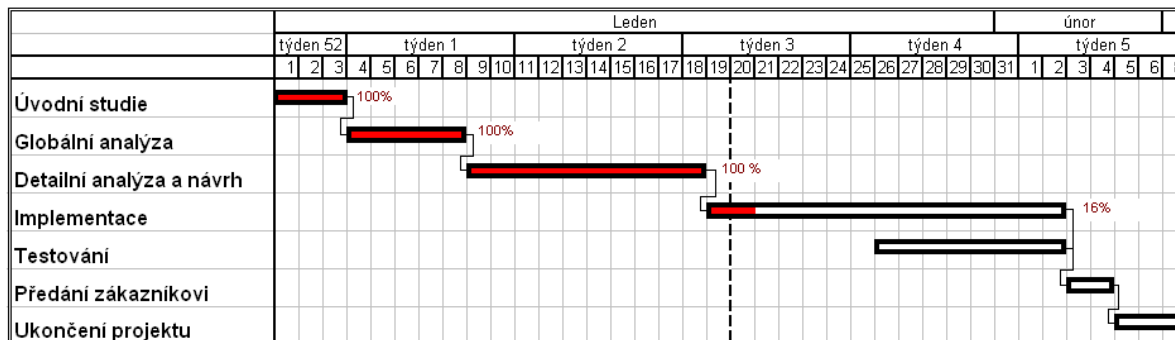 Leden únor
týden 52 týden 1 týden 2 týden 3 týden 4 týden 5
1 2 3 4 5 6 7 8 9 10 11 12 13 14 15 16 17 18 19 20 21 22 23 24 25 26 27 28 29 30 31 1 2 3 4 5 6
Úvodní studie 100%
Globální analýza 100%
Detailní analýza a návrh 100 %
Implementace 16%
Testování
Předání zákazníkovi
Ukončení projektu